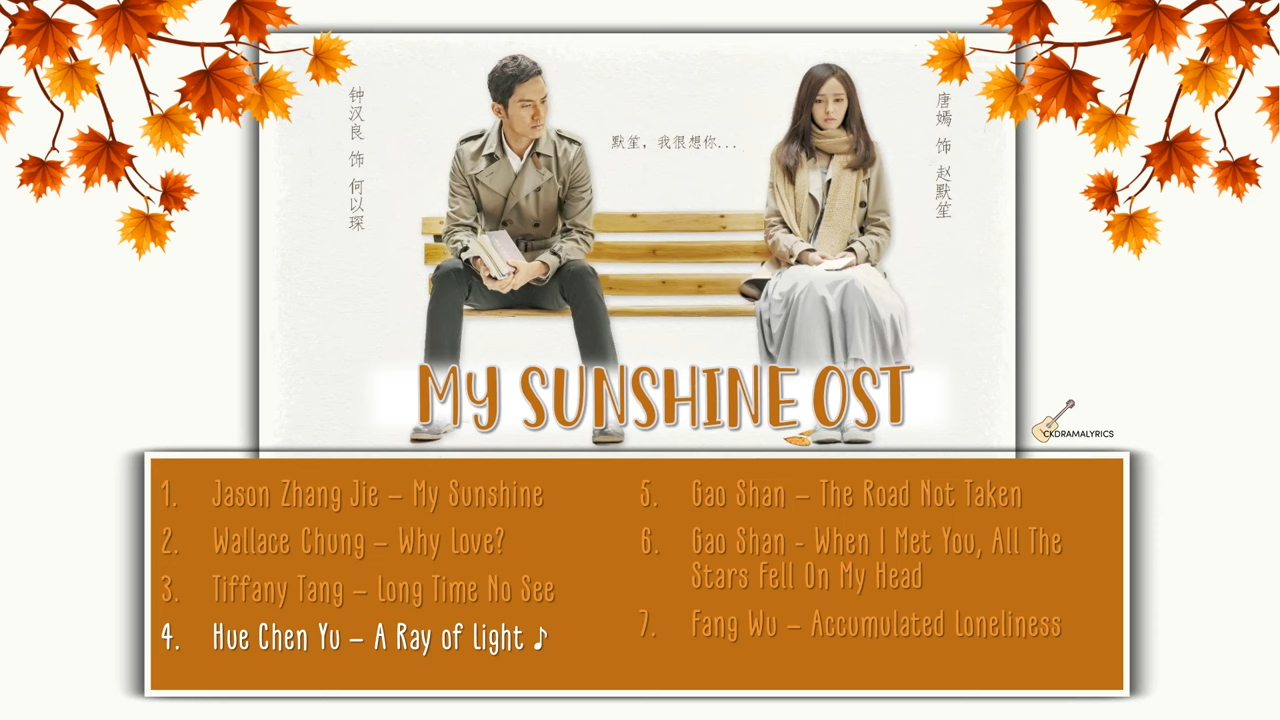 钟汉良 饰 何以琛
默笙，我很想你...
唐嫣 饰 赵默笙
MY SUNSHINE OST
CKDRAMALYRICS
1. Jason Zhang Jie – My Sunshine
2. Wallace Chung – Why Love?
3. Tiffany Tang – Long Time No See
4. Hue Chen Yu – A Ray of Light ♪
5. Gao Shan – The Road Not Taken
6. Gao Shan - When I Met You, All The
Stars Fell On My Head
7. Fang Wu – Accumulated Loneliness